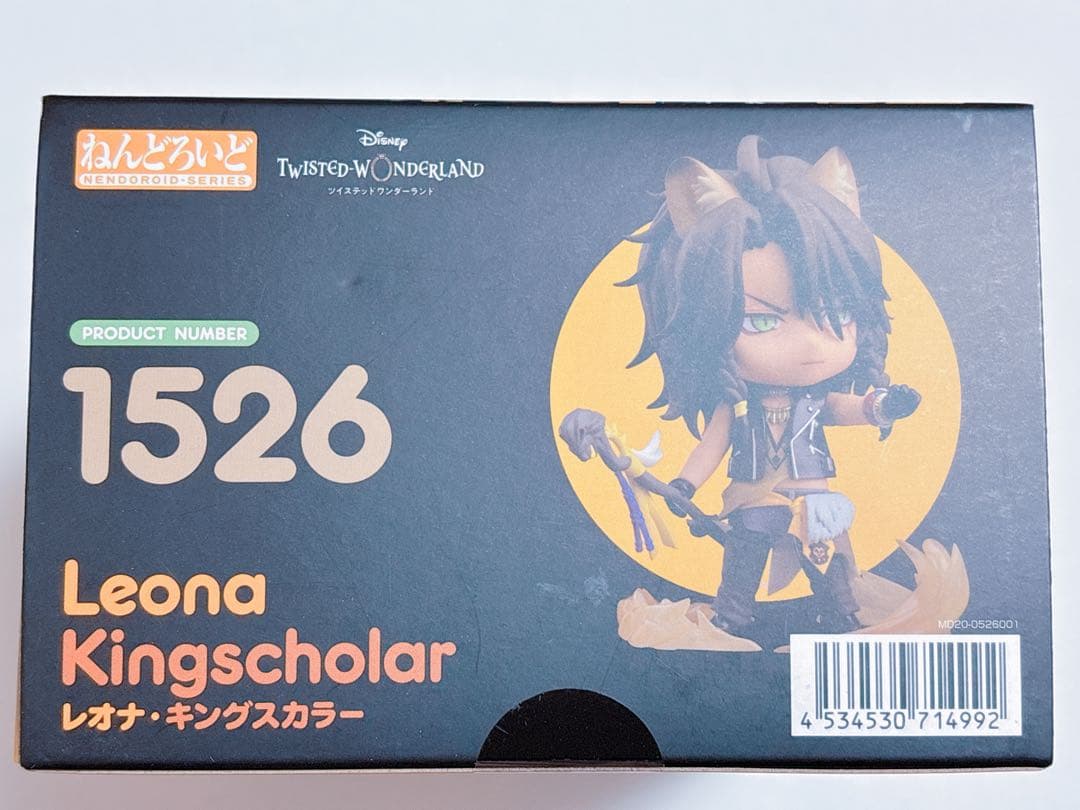 ねんどろいど
NENDOROID-SERIES
Disney
TWISTED-WONDERLAND
ツイステッドワンダーランド
PRODUCT NUMBER
1526
Leona
Kingscholar
レオナ・キングスカラー
MD20-0526001
4 534530 714992